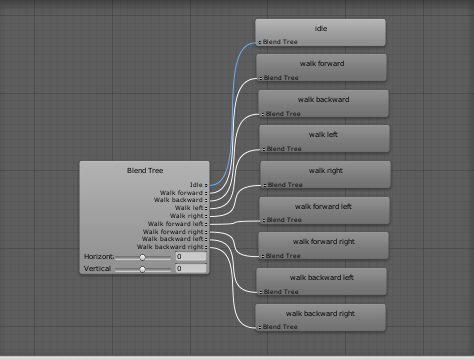 idle
Blend Tree
walk forward
Blend Tree
walk backward
Blend Tree
walk left
Blend Tree
walk right
Blend Tree
walk forward left
Blend Tree
walk forward right
Blend Tree
walk backward left
Blend Tree
walk backward right
Blend Tree
Blend Tree
Idle
Walk forward
Walk backward
Walk left
Walk right
Walk forward left
Walk forward right
Walk backward left
Walk backward right
Horizont 0
Vertical 0